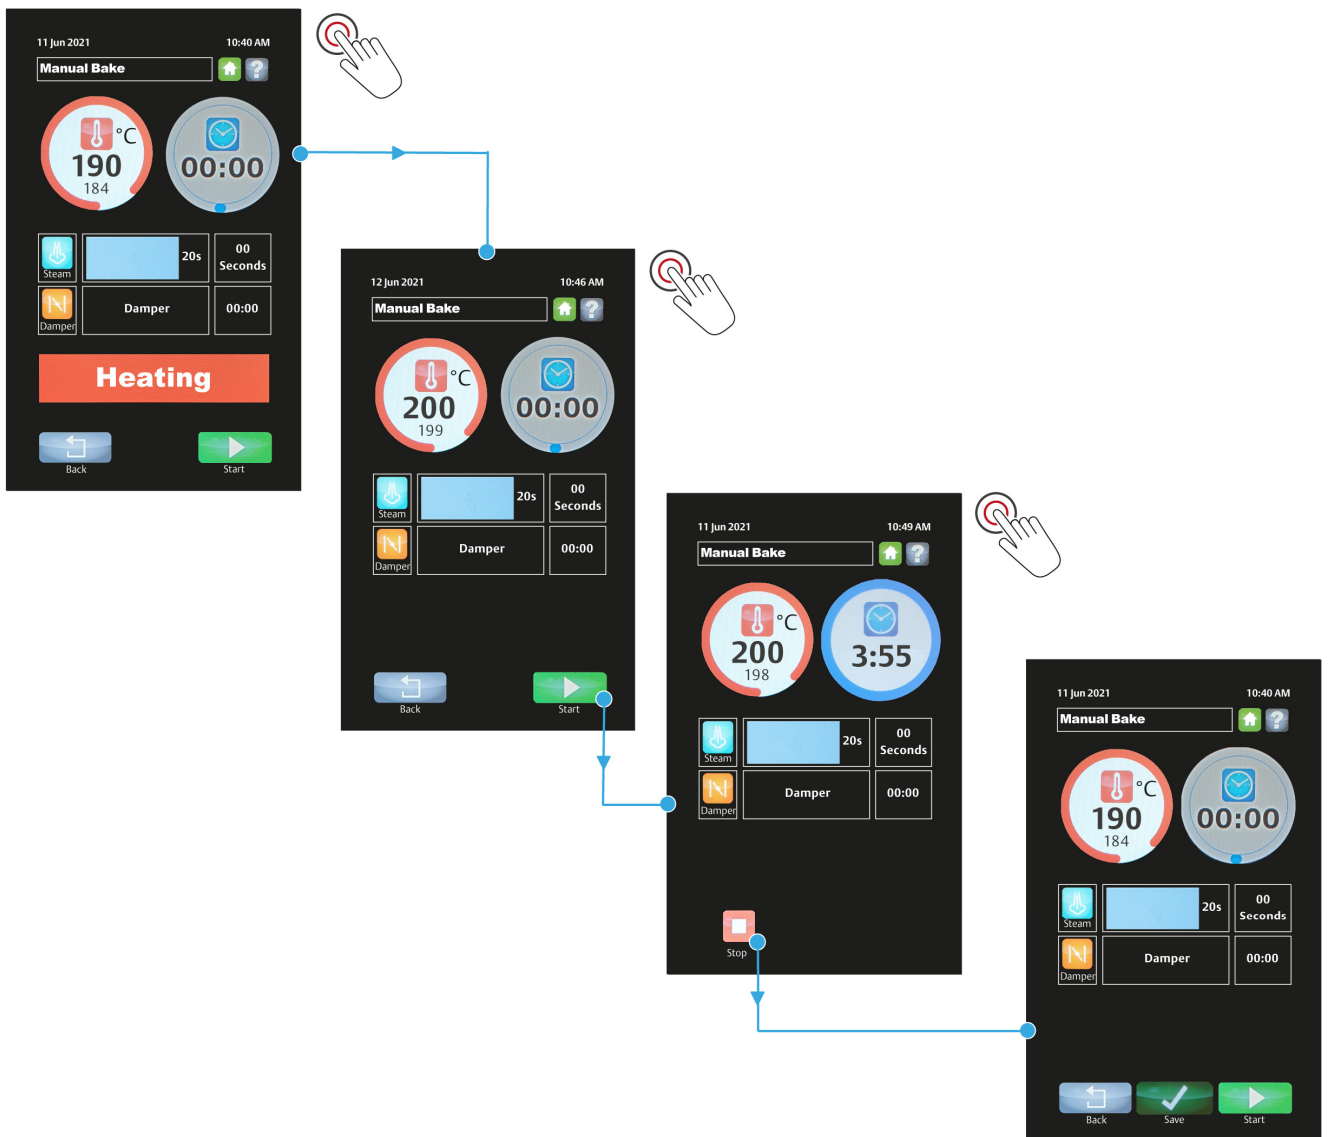 11 Jun 2021 10:40 AM
Manual Bake ?
°C
190 00:00
184
20s 00 Seconds
Steam
Damper 00:00
Damper
Heating
Back Start
12 Jun 2021 10:46 AM
Manual Bake ?
°C
200 00:00
199
20s 00 Seconds
Steam
Damper 00:00
Damper
Back Start
11 Jun 2021 10:49 AM
Manual Bake ?
°C
200 3:55
198
20s 00 Seconds
Steam
Damper 00:00
Damper
Stop
11 Jun 2021 10:40 AM
Manual Bake ?
°C
190 00:00
184
20s 00 Seconds
Steam
Damper 00:00
Damper
Back Save Start